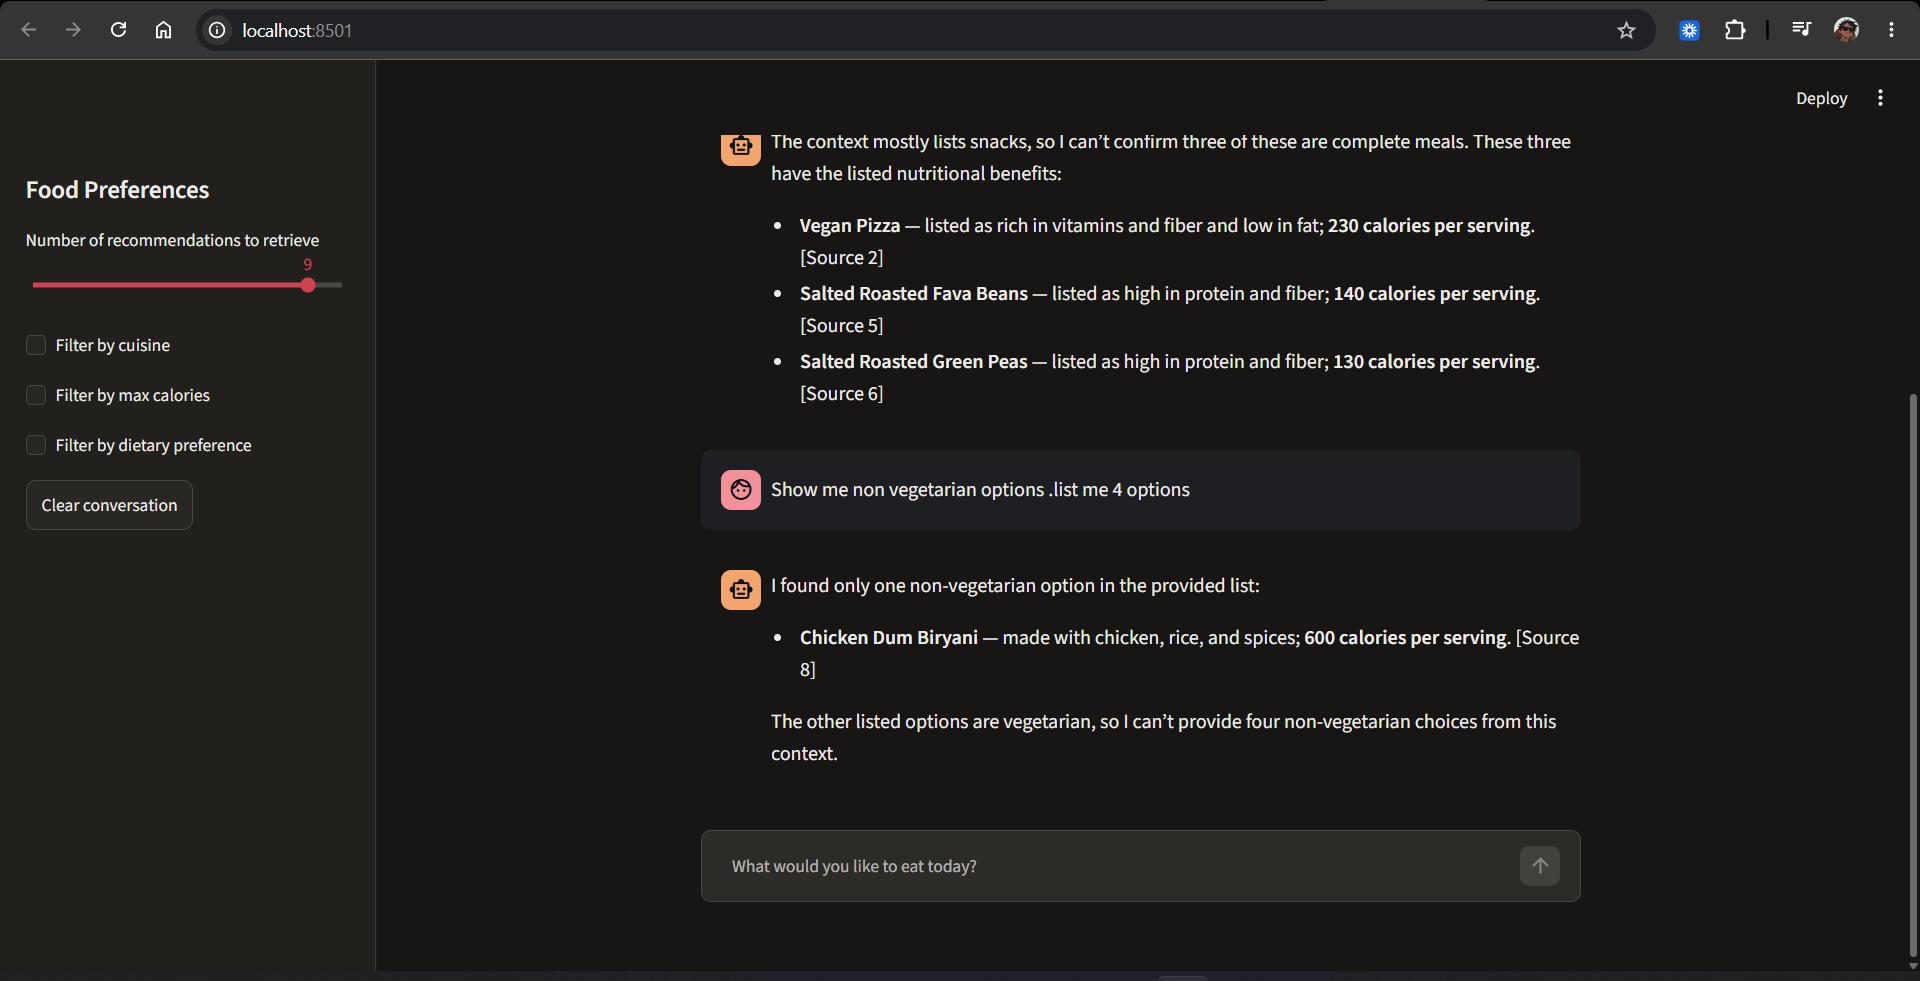 localhost:8501
Deploy
Food Preferences
Number of recommendations to retrieve
9
Filter by cuisine
Filter by max calories
Filter by dietary preference
Clear conversation
The context mostly lists snacks, so I can’t confirm three of these are complete meals. These three
have the listed nutritional benefits:
• Vegan Pizza — listed as rich in vitamins and fiber and low in fat; 230 calories per serving.
[Source 2]
• Salted Roasted Fava Beans — listed as high in protein and fiber; 140 calories per serving.
[Source 5]
• Salted Roasted Green Peas — listed as high in protein and fiber; 130 calories per serving.
[Source 6]
Show me non vegetarian options .list me 4 options
I found only one non-vegetarian option in the provided list:
• Chicken Dum Biryani — made with chicken, rice, and spices; 600 calories per serving. [Source
8]
The other listed options are vegetarian, so I can’t provide four non-vegetarian choices from this
context.
What would you like to eat today?